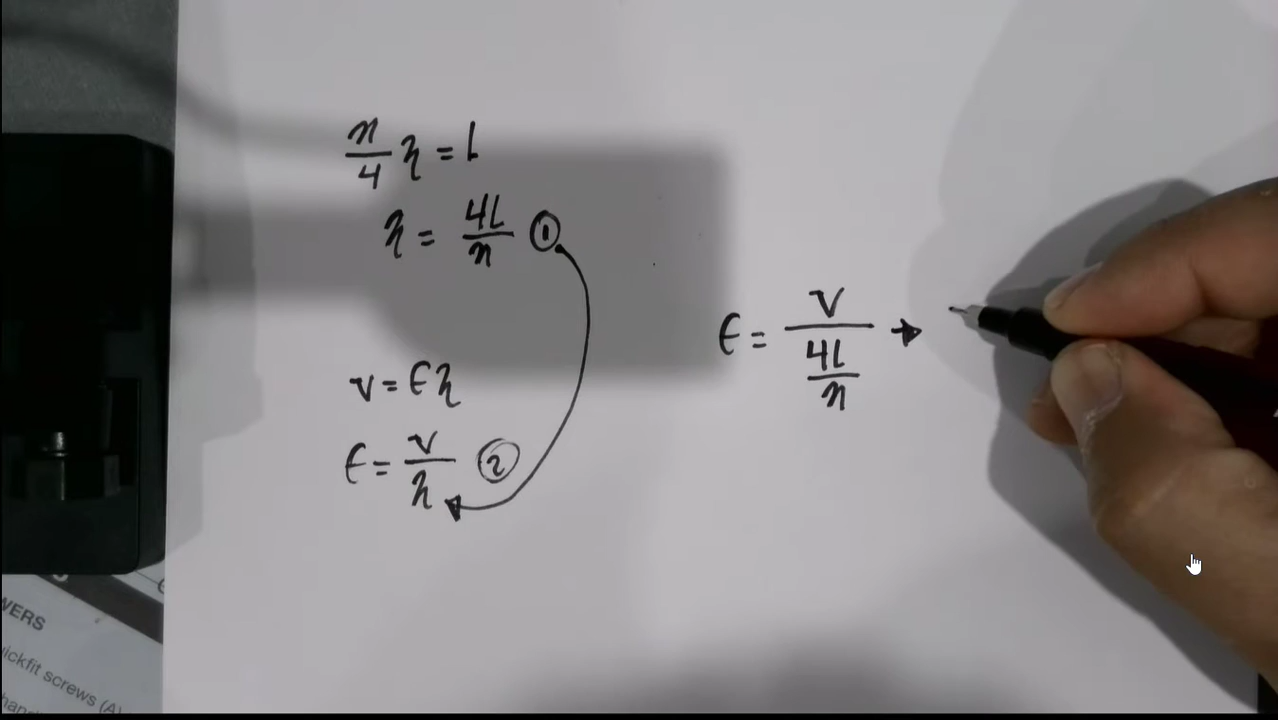 n/4 λ = L
λ = 4L/n ①
v = fλ
f = v/λ ②
f = v/(4L/n) →
WERS
uickfit screws (A)